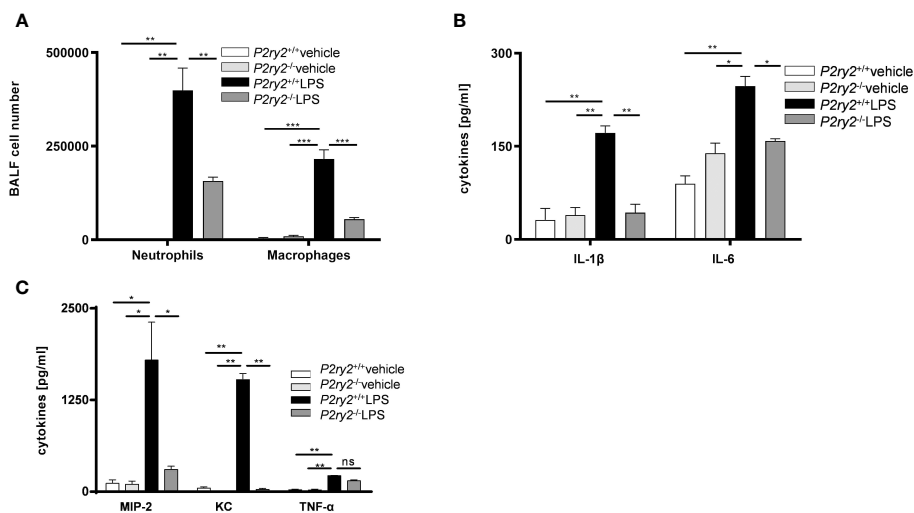 A
500000
250000
0
BALF cell number
**
**
**
***
***
***
P2ry2+/+vehicle
P2ry2-/-vehicle
P2ry2+/+LPS
P2ry2-/-LPS
Neutrophils
Macrophages
B
300
150
0
cytokines [pg/ml]
**
**
**
**
*
*
P2ry2+/+vehicle
P2ry2-/-vehicle
P2ry2+/+LPS
P2ry2-/-LPS
IL-1β
IL-6
C
2500
1250
0
cytokines [pg/ml]
*
*
*
**
**
**
**
**
ns
P2ry2+/+vehicle
P2ry2-/-vehicle
P2ry2+/+LPS
P2ry2-/-LPS
MIP-2
KC
TNF-α